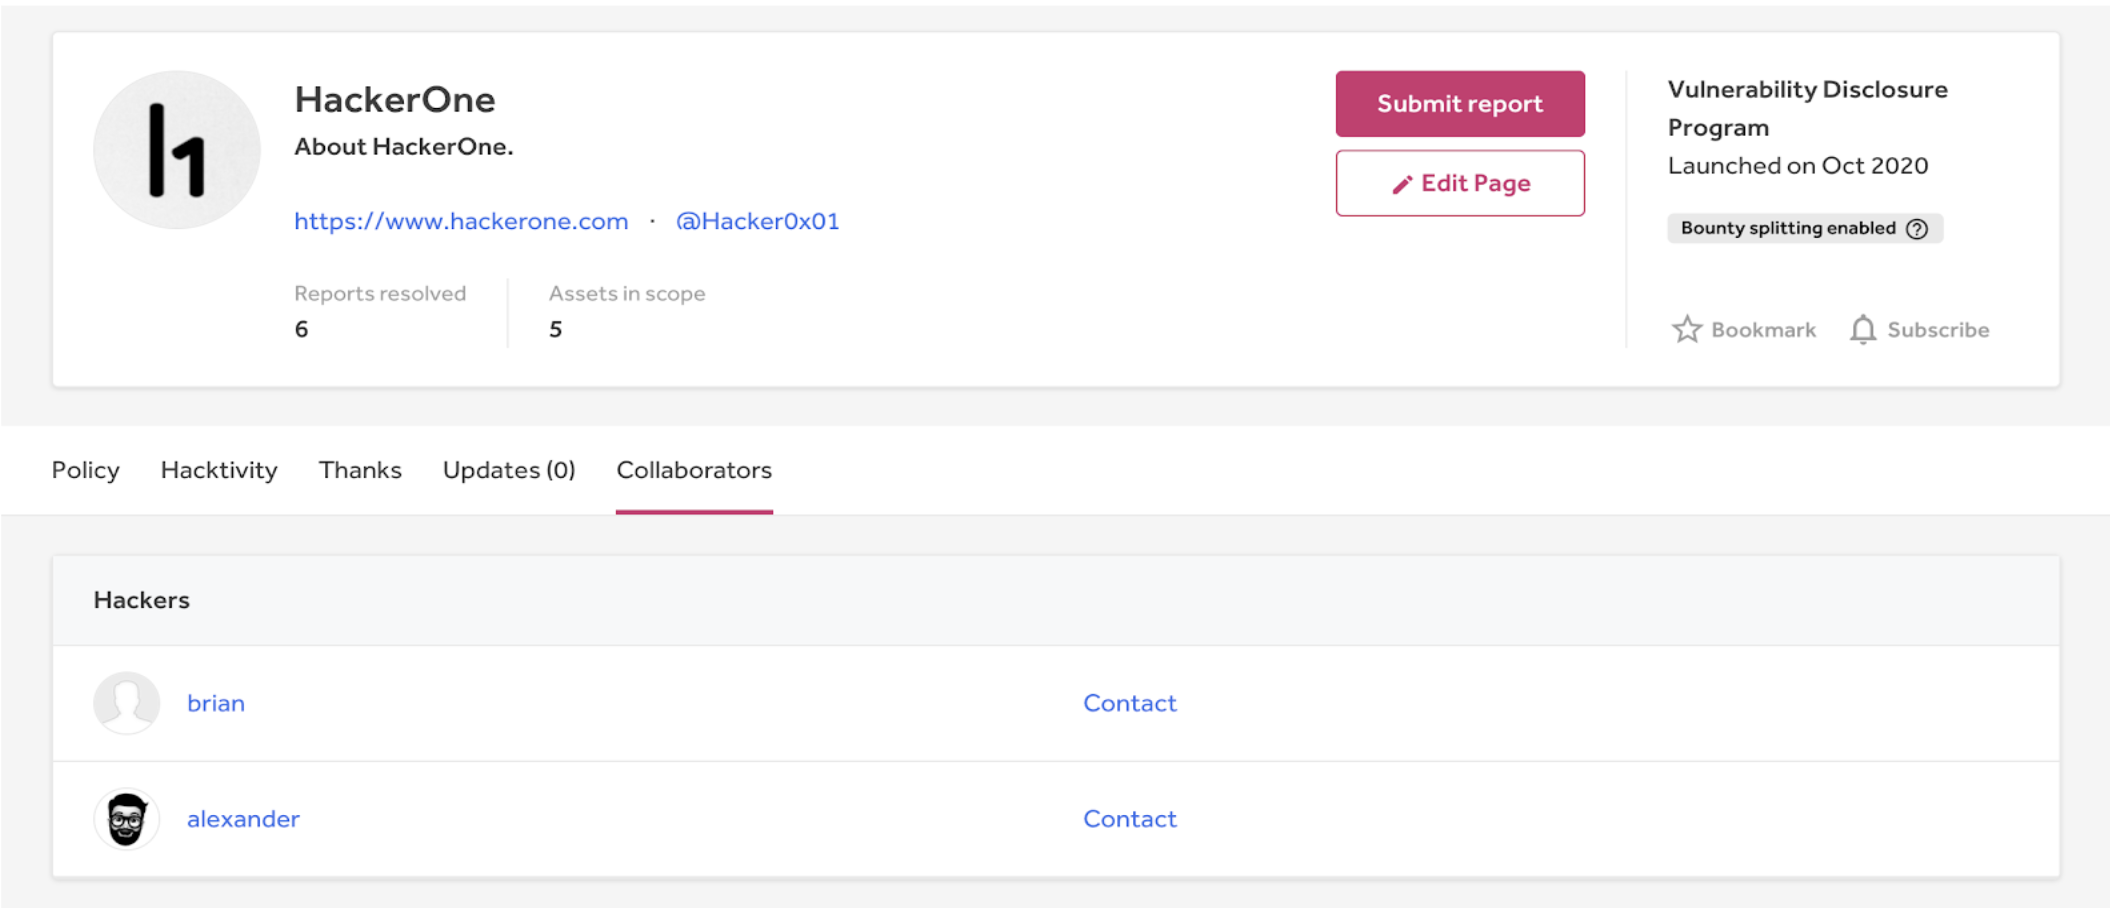 h1
HackerOne
About HackerOne.
https://www.hackerone.com · @Hacker0x01
Reports resolved
6
Assets in scope
5
Submit report
Edit Page
Vulnerability Disclosure
Program
Launched on Oct 2020
Bounty splitting enabled ?
Bookmark
Subscribe
Policy Hacktivity Thanks Updates (0) Collaborators
Hackers
brian Contact
alexander Contact